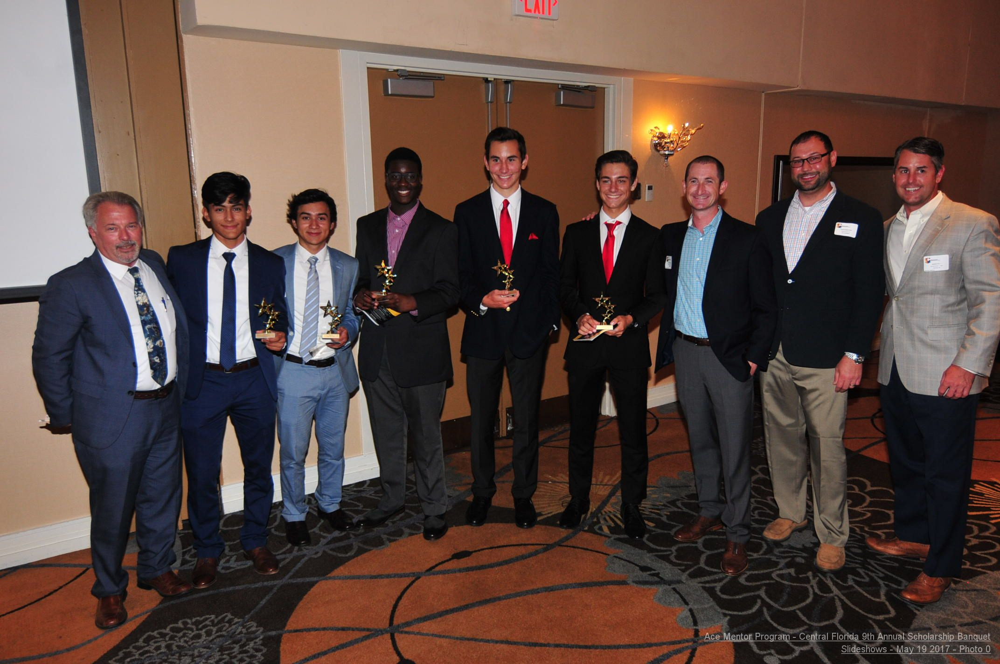 EXIT
Ace Mentor Program - Central Florida 9th Annual Scholarship Banquet
Slideshows - May 19 2017 - Photo 0